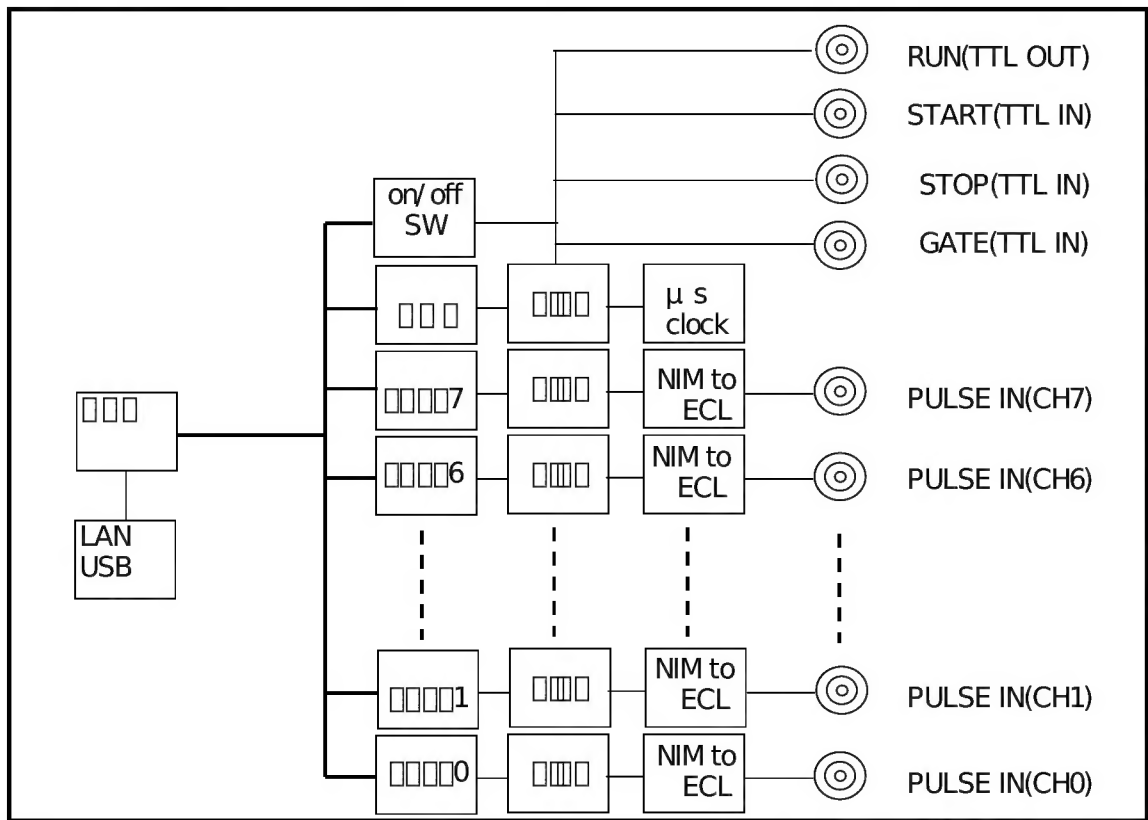 RUN(TTL OUT)
START(TTL IN)
STOP(TTL IN)
GATE(TTL IN)
on/off
SW
μ s
clock
7
NIM to
ECL
PULSE IN(CH7)
6
NIM to
ECL
PULSE IN(CH6)
LAN
USB
1
NIM to
ECL
PULSE IN(CH1)
0
NIM to
ECL
PULSE IN(CH0)